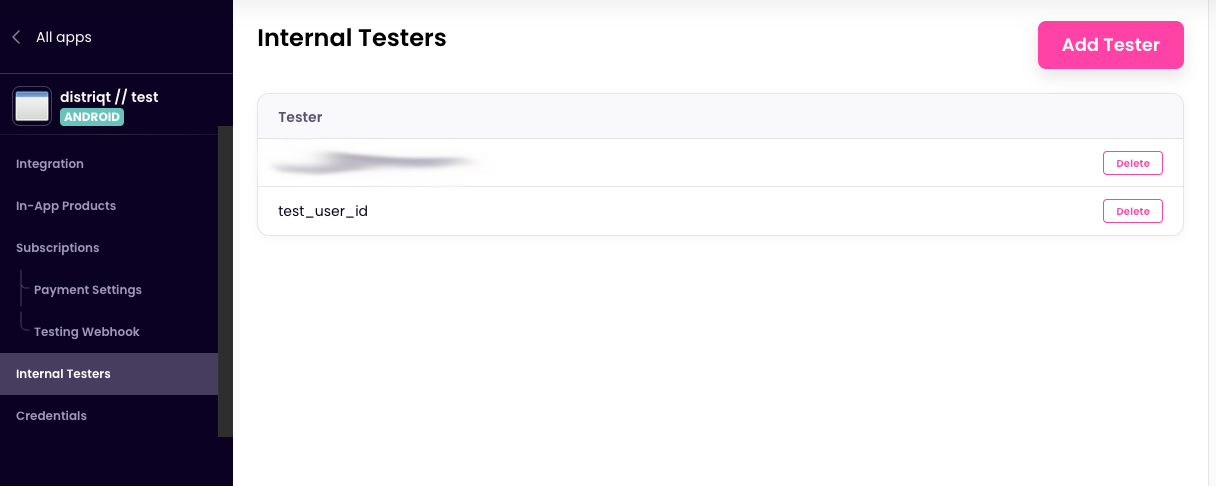 All apps
distriqt // test
ANDROID
Integration
In-App Products
Subscriptions
Payment Settings
Testing Webhook
Internal Testers
Credentials
Internal Testers
Add Tester
Tester
Delete
test_user_id
Delete